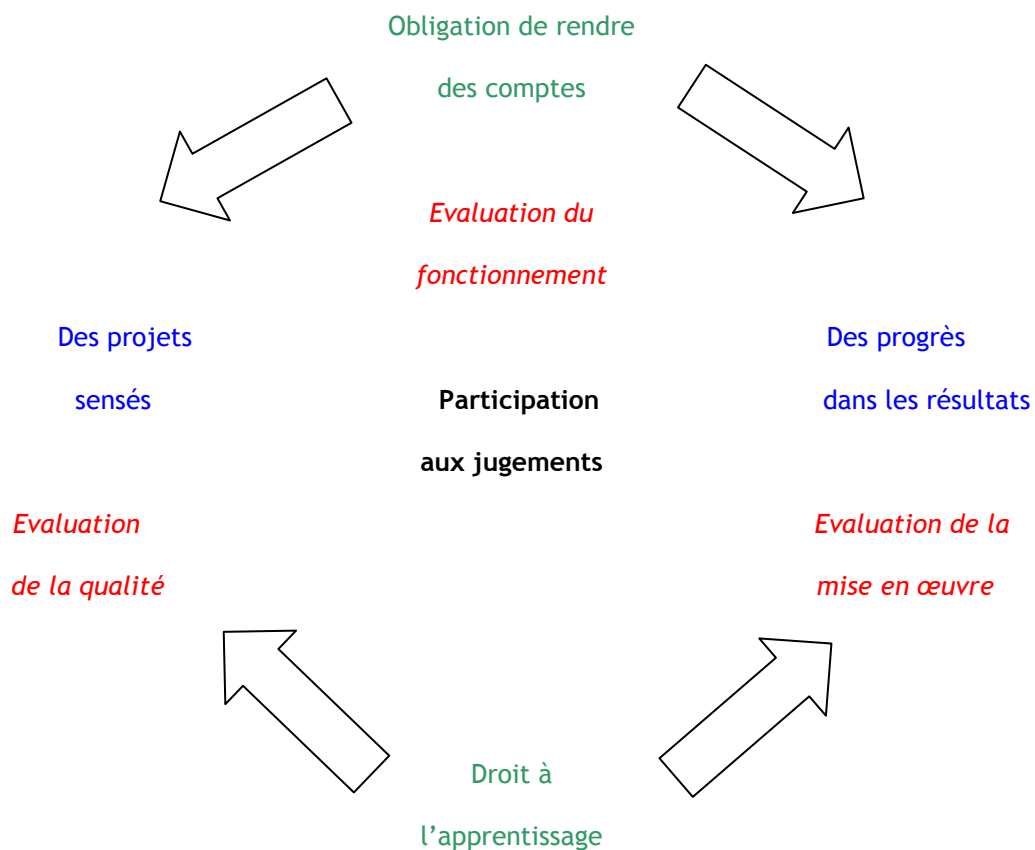 Obligation de rendre
des comptes
Evaluation du
fonctionnement
Des projets
sensés
Participation
aux jugements
Des progrès
dans les résultats
Evaluation
de la qualité
Evaluation de la
mise en œuvre
Droit à
l’apprentissage